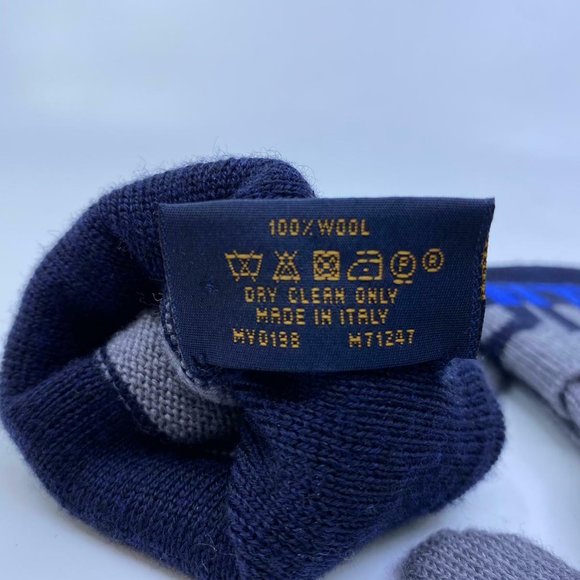 100% WOOL
P R
DRY CLEAN ONLY
MADE IN ITALY
MY0198 M71247